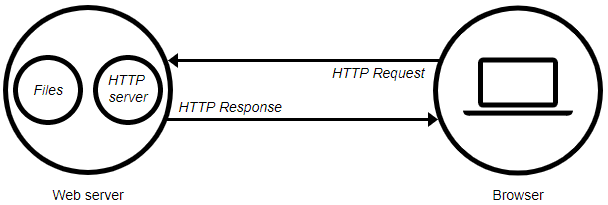 HTTP Request
Files
HTTP
server
HTTP Response
Web server
Browser